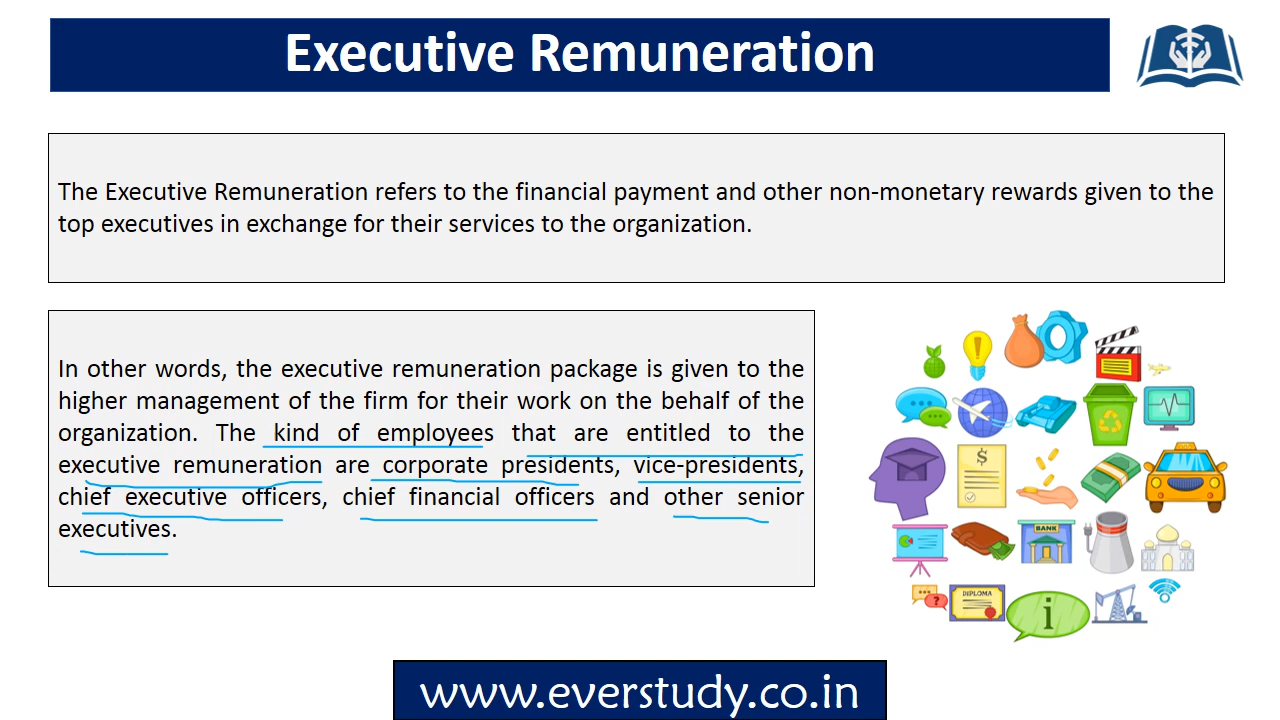 Executive Remuneration
The Executive Remuneration refers to the financial payment and other non-monetary rewards given to the
top executives in exchange for their services to the organization.
In other words, the executive remuneration package is given to the
higher management of the firm for their work on the behalf of the
organization. The kind of employees that are entitled to the
executive remuneration are corporate presidents, vice-presidents,
chief executive officers, chief financial officers and other senior
executives.
$
BANK
?
DIPLOMA
i
www.everstudy.co.in